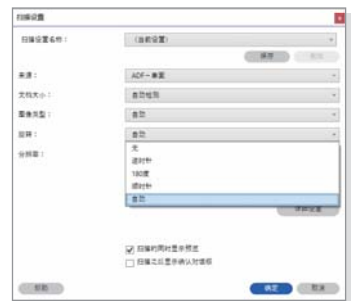 扫描设置
扫描设置名称： （当前设置）
保存 删除
来源： ADF-单面
文档大小： 自动检测
图像类型： 自动
旋转： 自动
分辨率：
无
逆时针
180度
顺时针
自动
详细设置
扫描的同时显示预览
扫描之后显示确认对话框
帮助 确定 取消